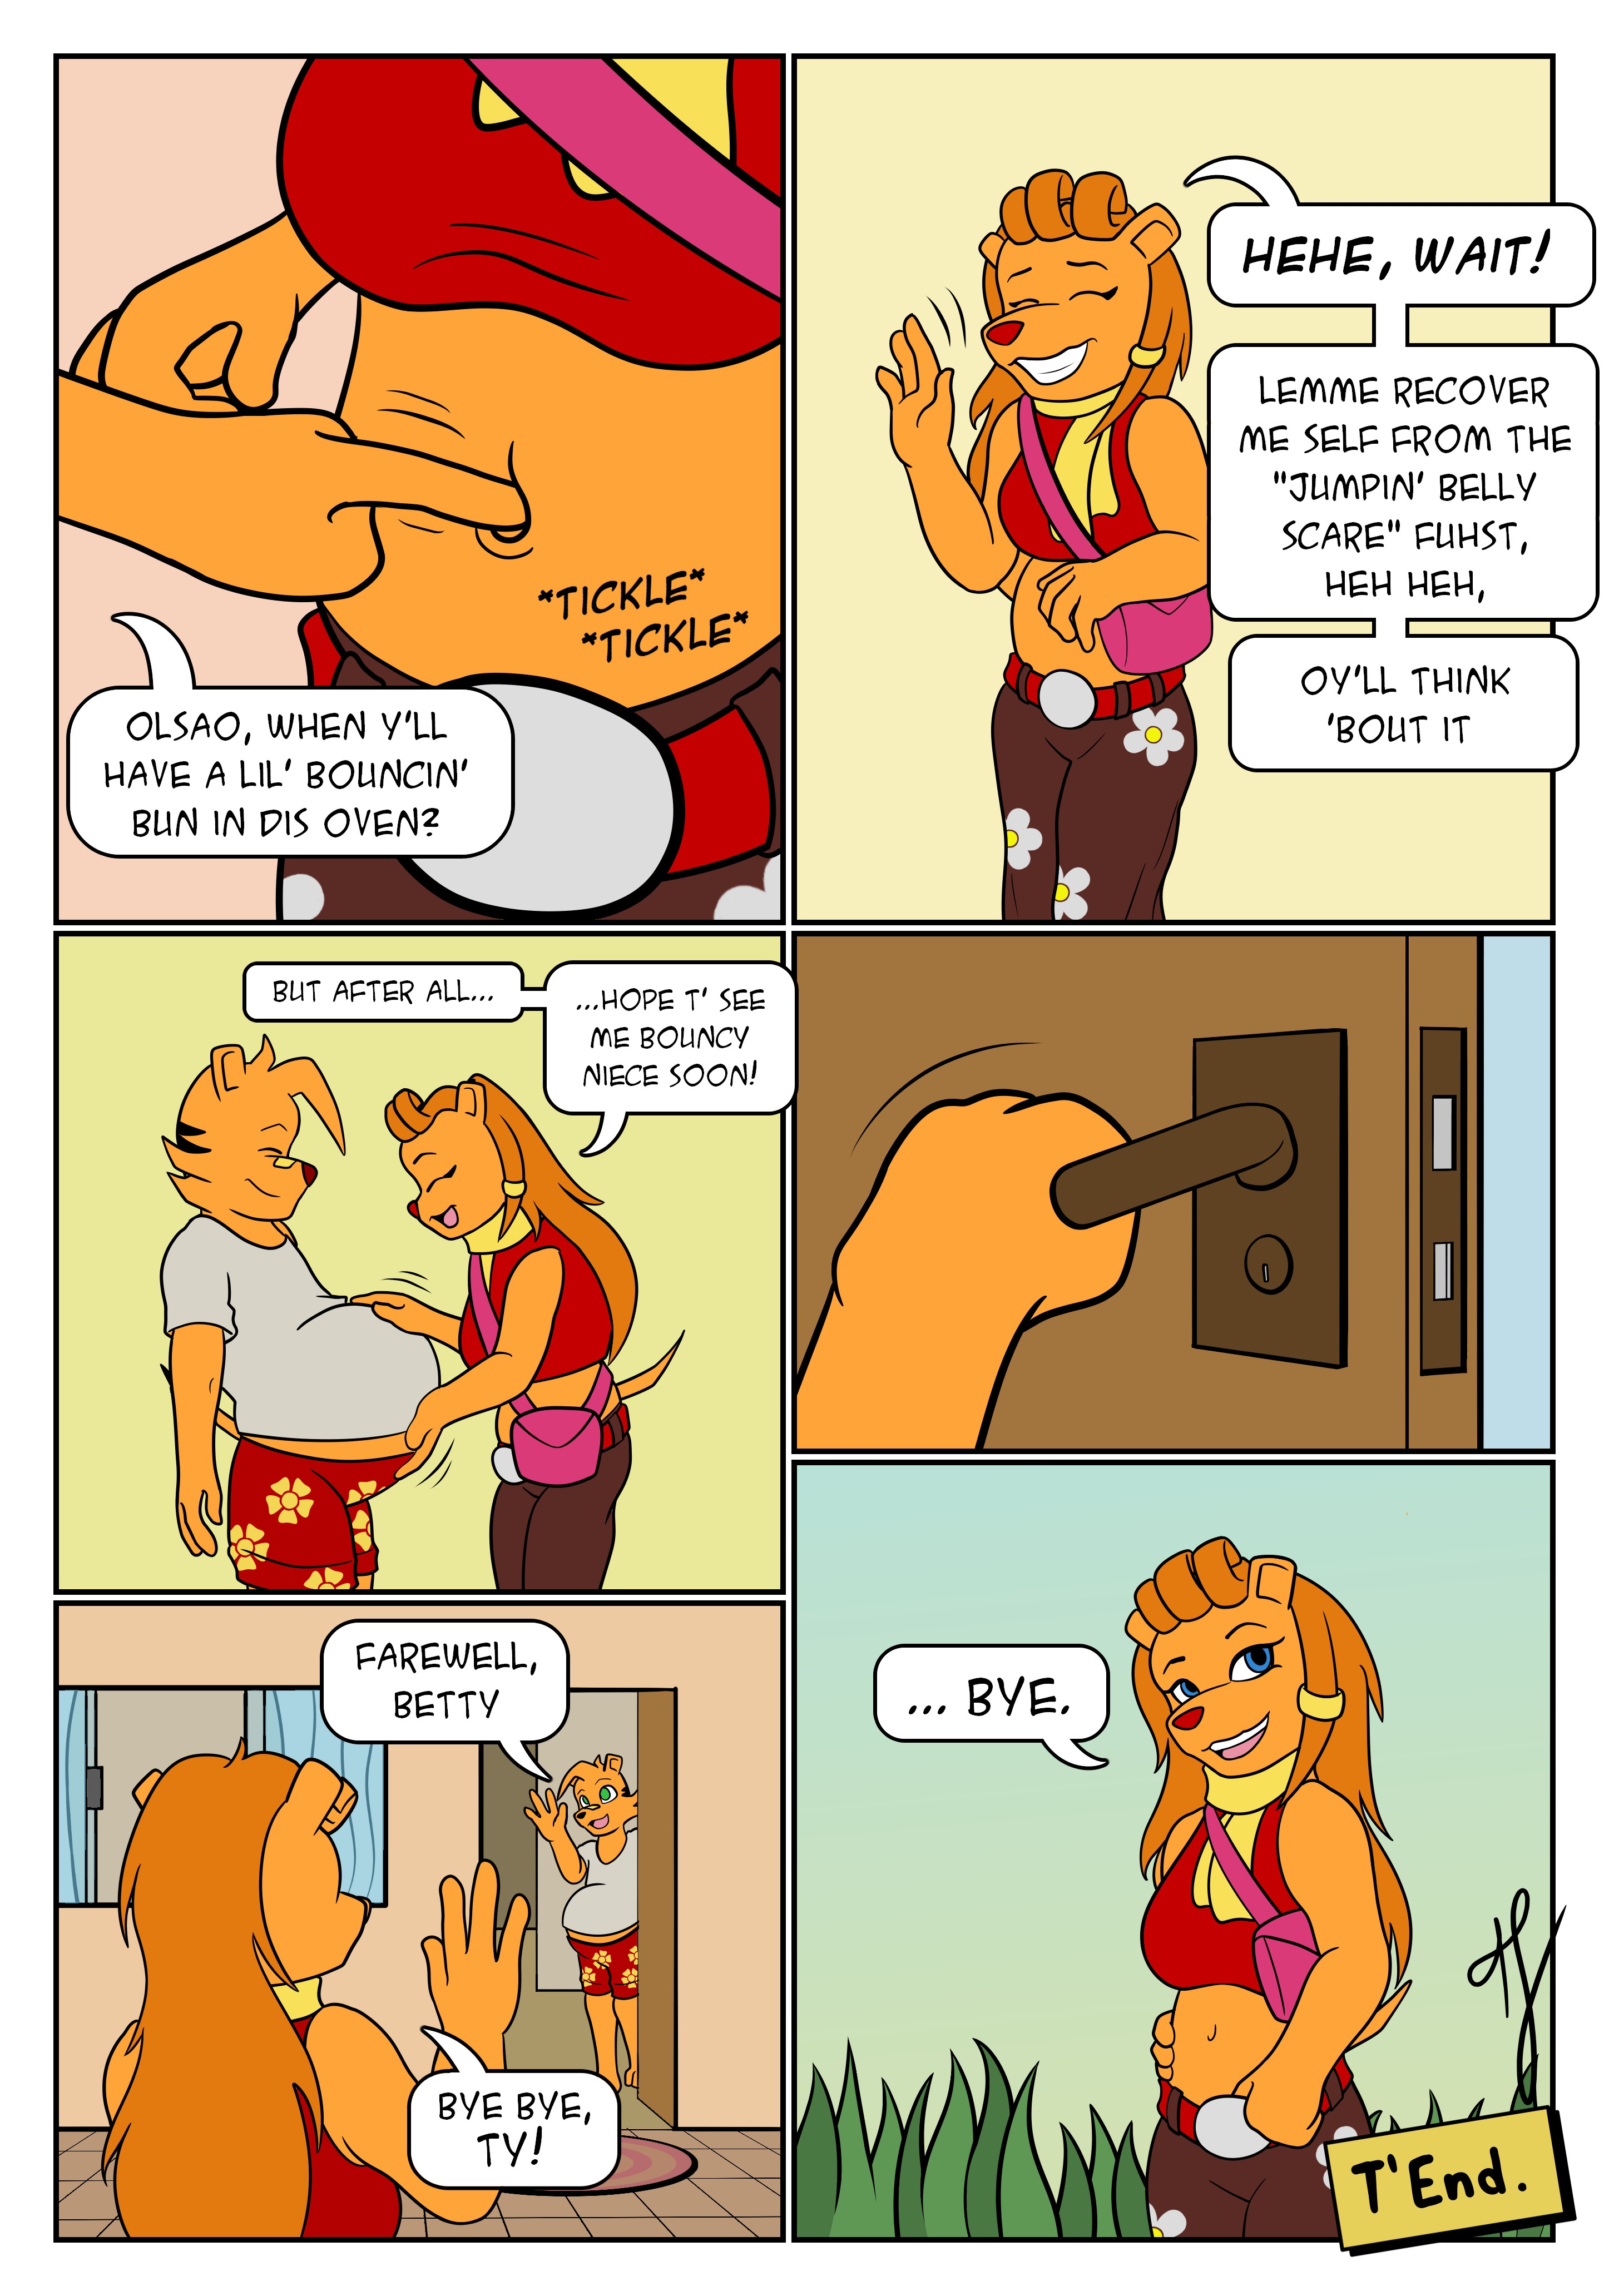 *TICKLE*
*TICKLE*
OLSAO, WHEN Y'LL
HAVE A LIL' BOUNCIN'
BUN IN DIS OVEN?
HEHE, WAIT!
LEMME RECOVER
ME SELF FROM THE
"JUMPIN' BELLY
SCARE" FUHST,
HEH HEH,
OY'LL THINK
'BOUT IT
BUT AFTER ALL...
...HOPE T' SEE
ME BOUNCY
NIECE SOON!
FAREWELL,
BETTY
BYE BYE,
TY!
... BYE.
T'End.